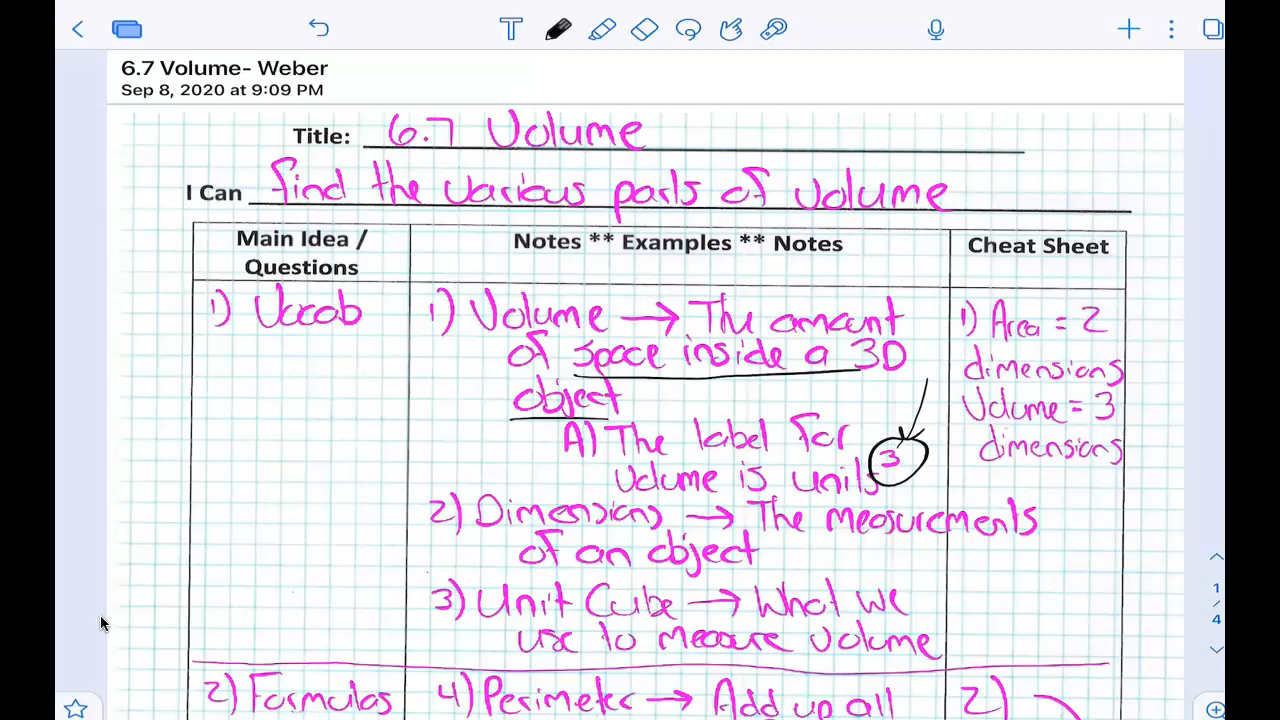 6.7 Volume- Weber
Sep 8, 2020 at 9:09 PM
Title: 6.7 Volume
I Can find the various parts of volume
Main Idea /
Questions
Notes ** Examples ** Notes
Cheat Sheet
1) Vocab
1) Volume → The amount
of space inside a 3D
object
A) The label for
volume is units³
2) Dimensions → The measurements
of an object
3) Unit Cube → What we
use to measure volume
1) Area = 2
dimensions
Volume = 3
dimensions
2) Formulas
4) Perimeter → Add up all
2)
1
/
4